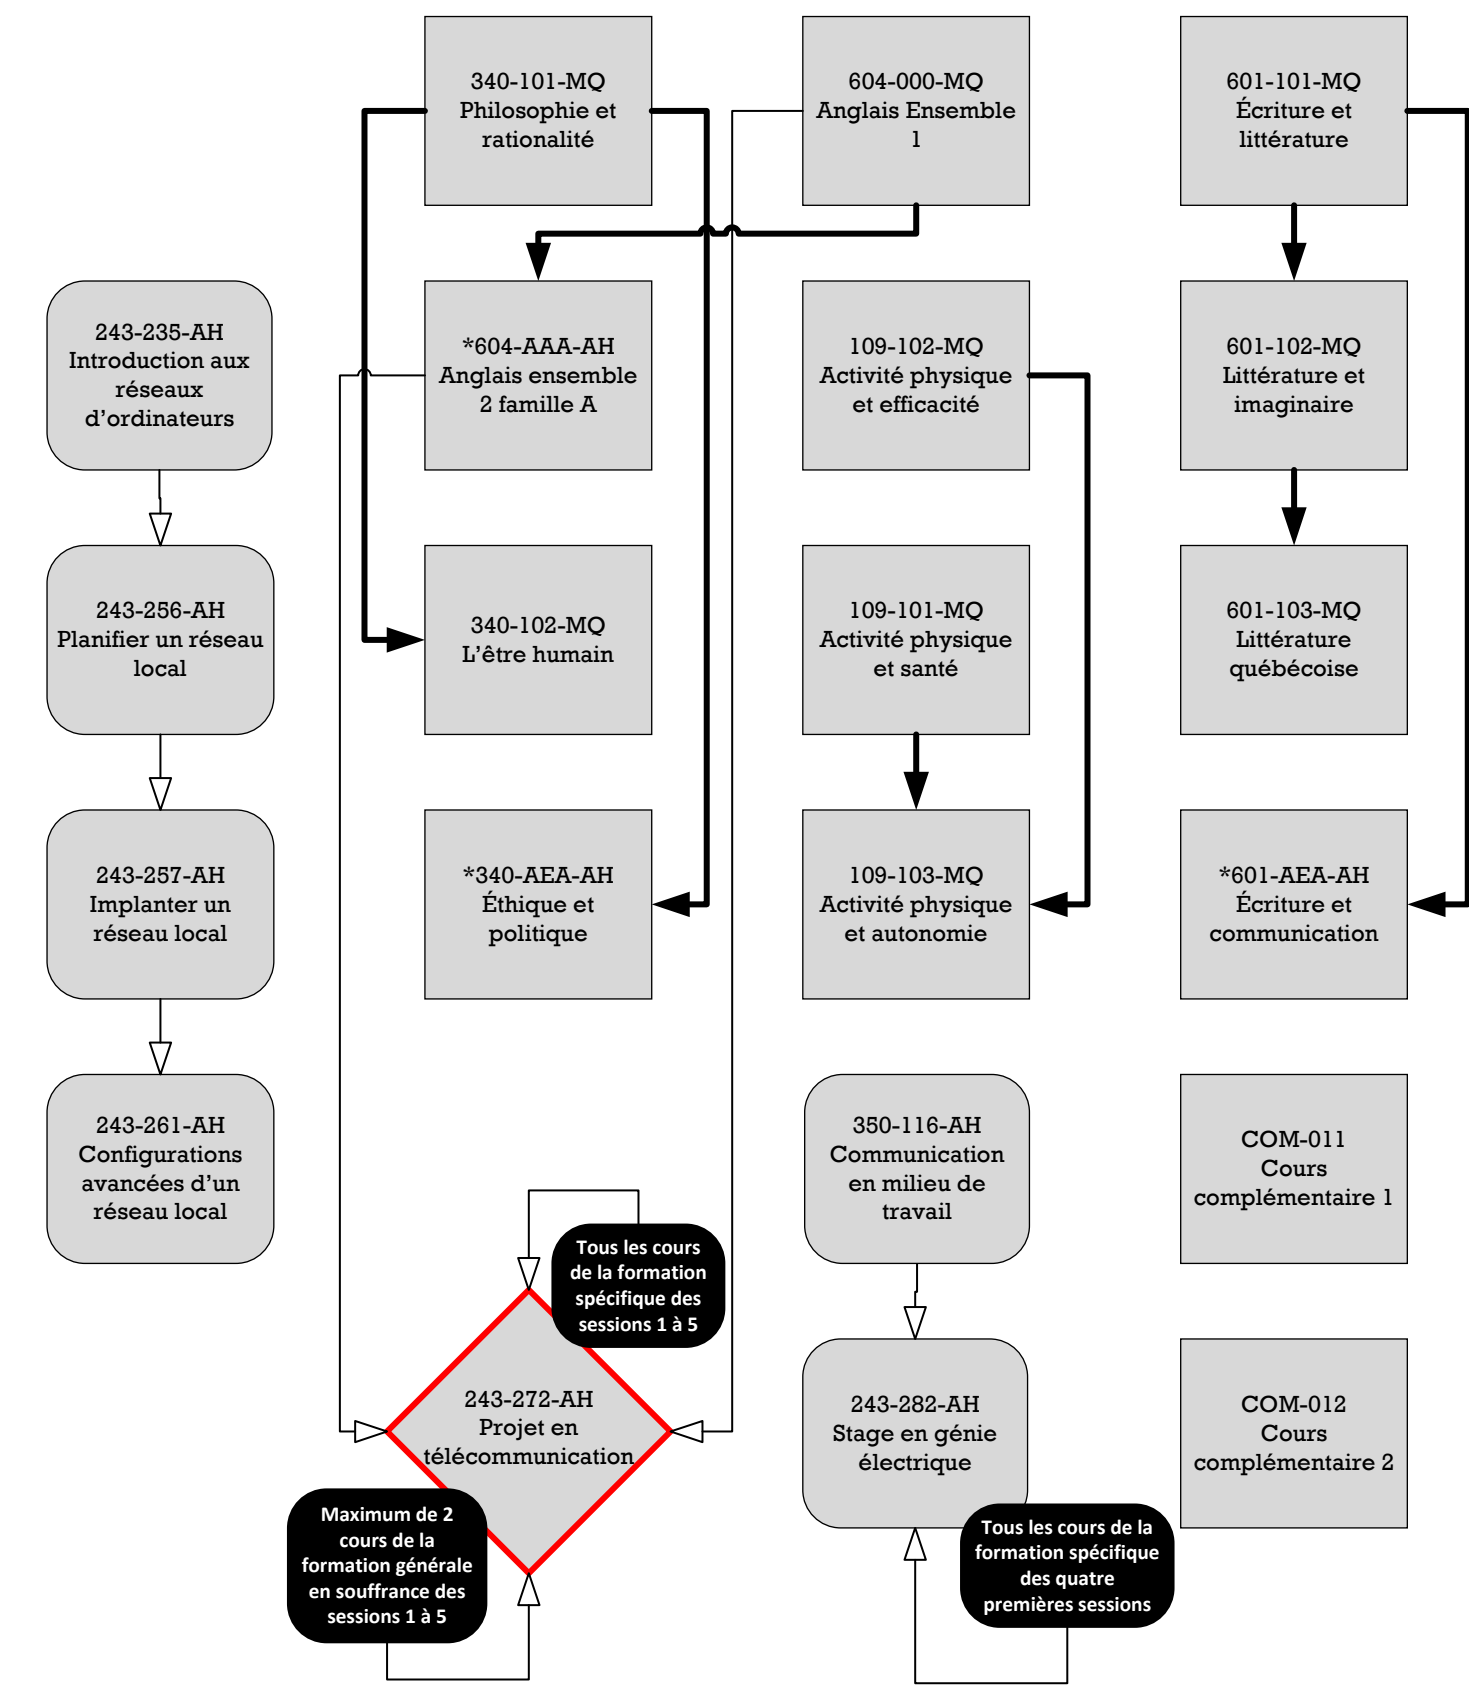 340-101-MQ
Philosophie et
rationalité
604-000-MQ
Anglais Ensemble
1
601-101-MQ
Écriture et
littérature
243-235-AH
Introduction aux
réseaux
d’ordinateurs
*604-AAA-AH
Anglais ensemble
2 famille A
109-102-MQ
Activité physique
et efficacité
601-102-MQ
Littérature et
imaginaire
243-256-AH
Planifier un réseau
local
340-102-MQ
L’être humain
109-101-MQ
Activité physique
et santé
601-103-MQ
Littérature
québécoise
243-257-AH
Implanter un
réseau local
*340-AEA-AH
Éthique et
politique
109-103-MQ
Activité physique
et autonomie
*601-AEA-AH
Écriture et
communication
243-261-AH
Configurations
avancées d’un
réseau local
350-116-AH
Communication
en milieu de
travail
COM-011
Cours
complémentaire 1
Tous les cours
de la formation
spécifique des
sessions 1 à 5
243-272-AH
Projet en
télécommunication
243-282-AH
Stage en génie
électrique
COM-012
Cours
complémentaire 2
Maximum de 2
cours de la
formation générale
en souffrance des
sessions 1 à 5
Tous les cours de la
formation spécifique
des quatre
premières sessions